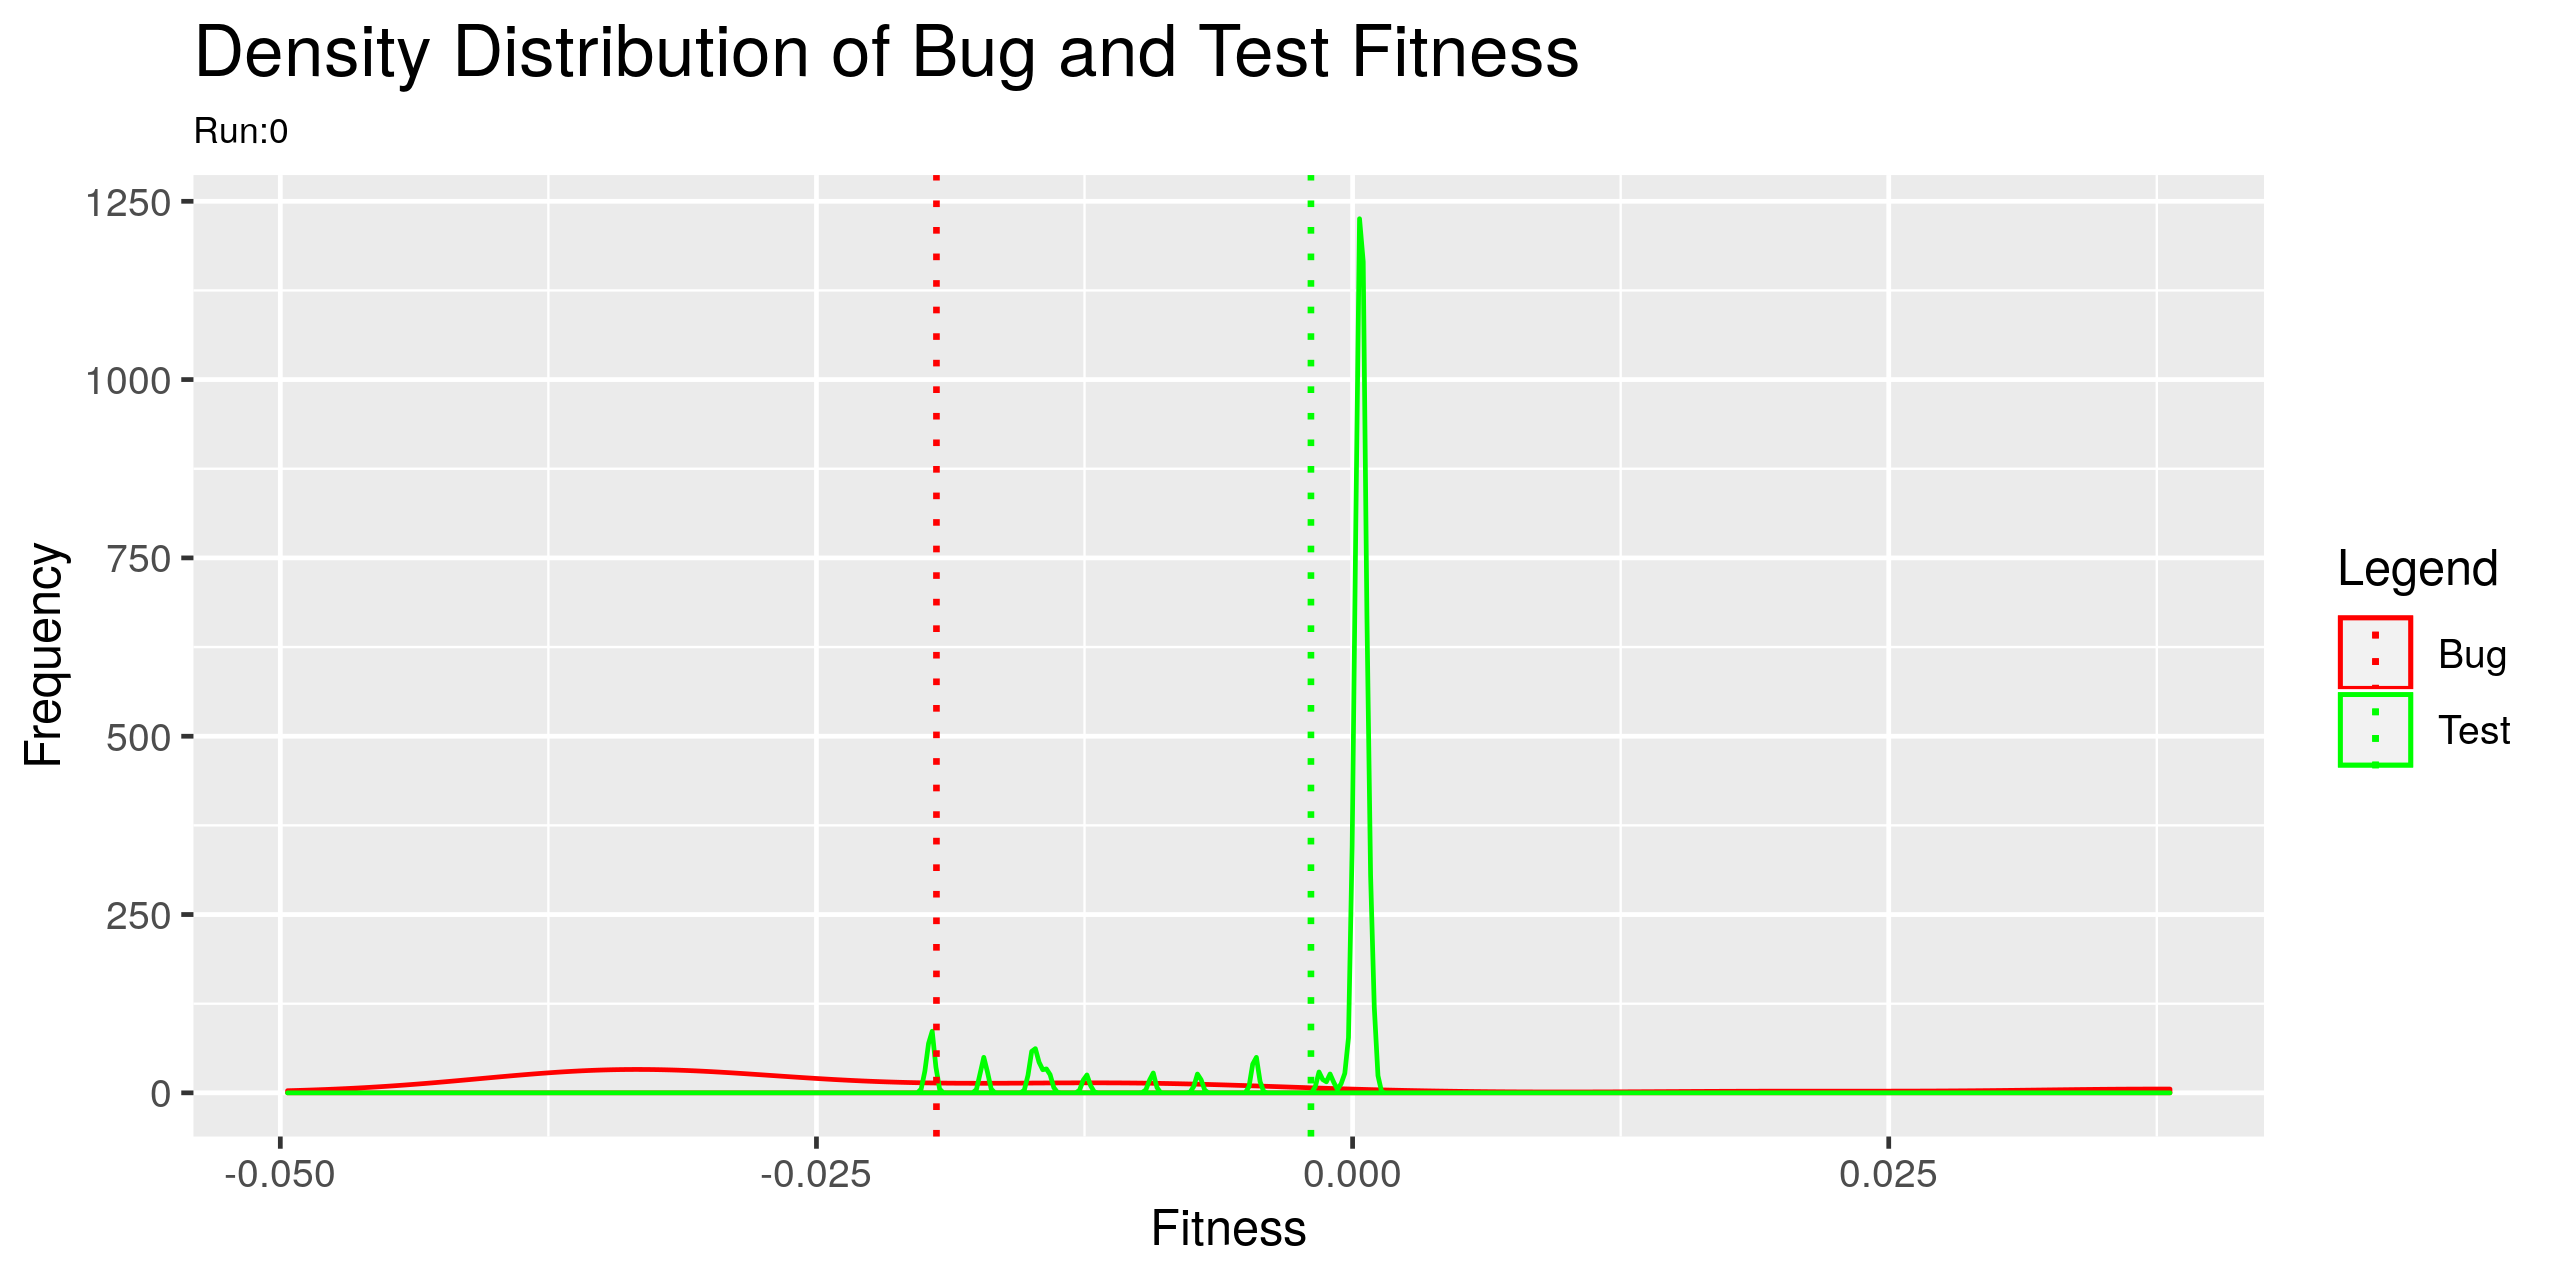 Density Distribution of Bug and Test Fitness
Run:0
1250
1000
750
500
250
0
Frequency
-0.050
-0.025
0.000
0.025
Fitness
Legend
Bug
Test